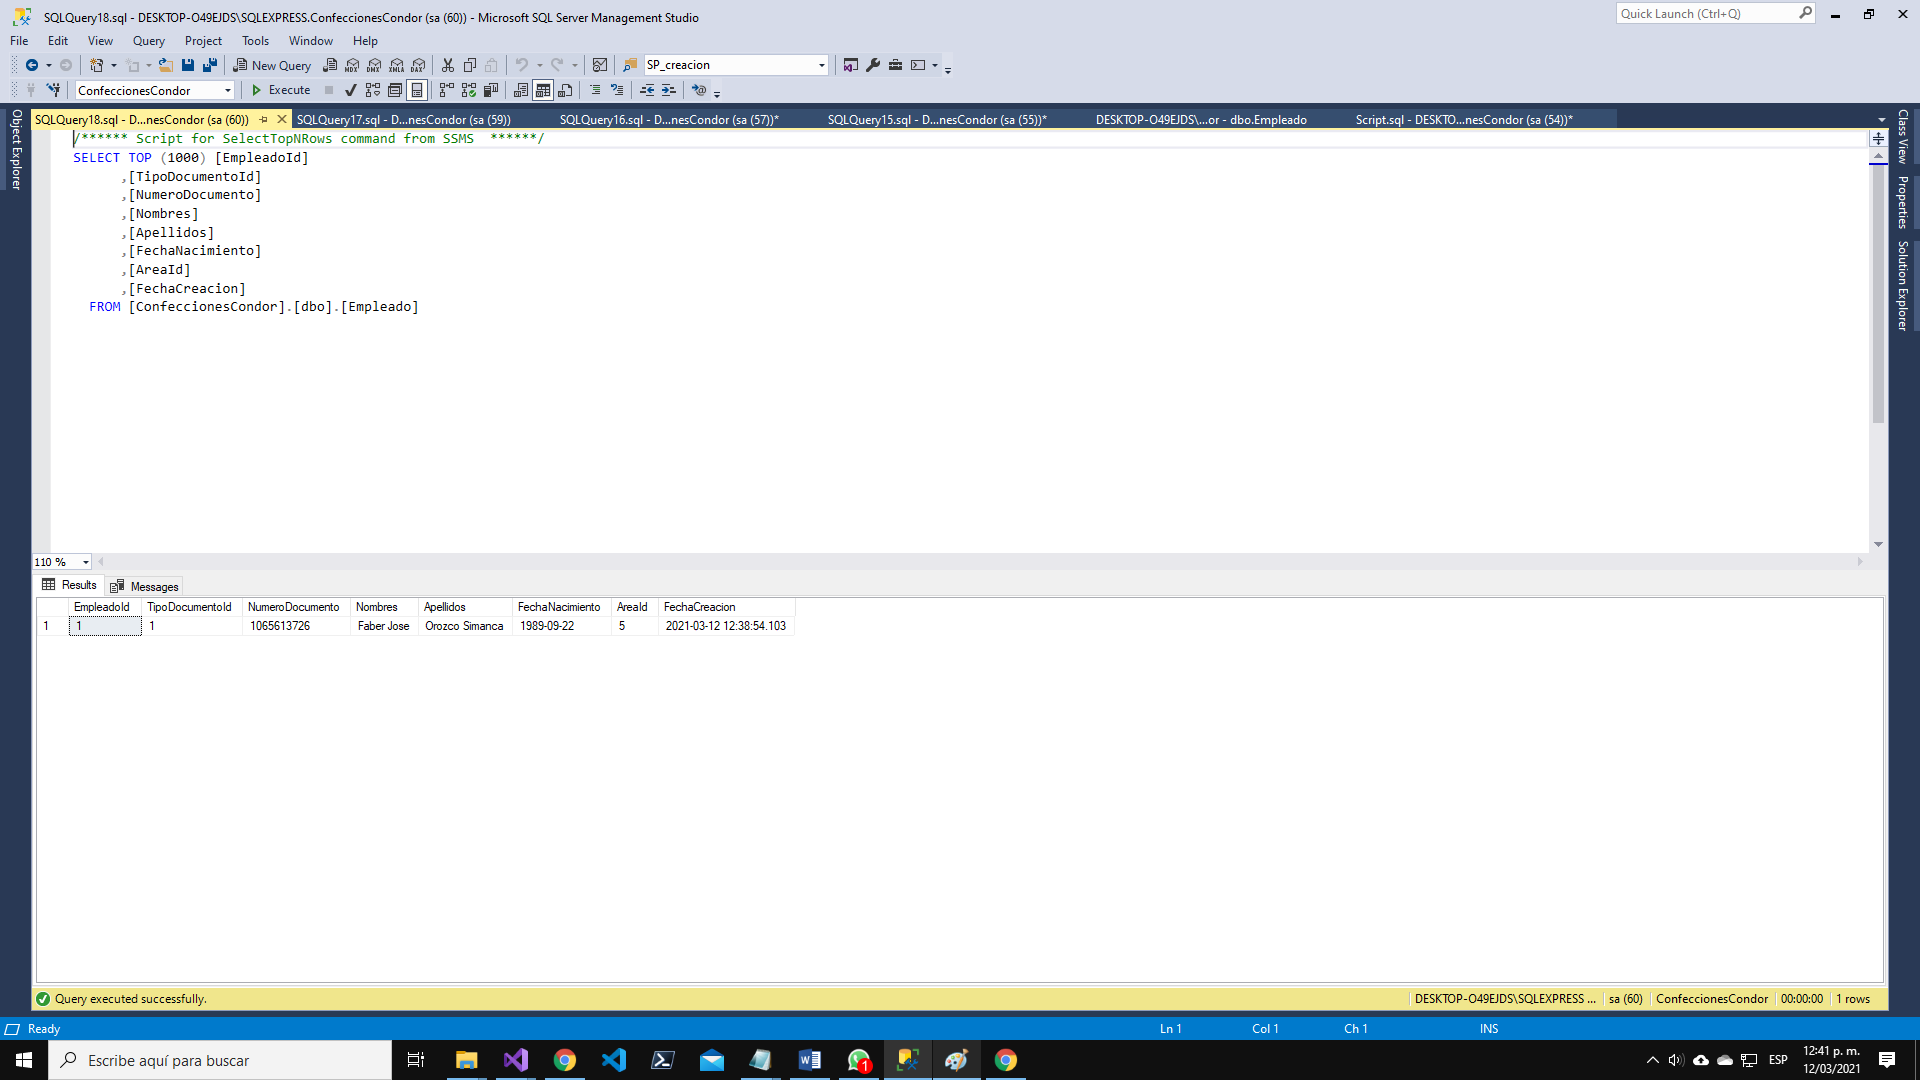 SQLQuery18.sql - DESKTOP-O49EJDS\SQLEXPRESS.ConfeccionesCondor (sa (60)) - Microsoft SQL Server Management Studio
Quick Launch (Ctrl+Q)
File Edit View Query Project Tools Window Help
New Query MDX DMX XMLA DAX SP_creacion
ConfeccionesCondor Execute
SQLQuery18.sql - D...nesCondor (sa (60)) SQLQuery17.sql - D...nesCondor (sa (59)) SQLQuery16.sql - D...nesCondor (sa (57))* SQLQuery15.sql - D...nesCondor (sa (55))* DESKTOP-O49EJDS\...or - dbo.Empleado Script.sql - DESKTO...nesCondor (sa (54))*
Object Explorer
/****** Script for SelectTopNRows command from SSMS  ******/
SELECT TOP (1000) [EmpleadoId]
,[TipoDocumentoId]
,[NumeroDocumento]
,[Nombres]
,[Apellidos]
,[FechaNacimiento]
,[AreaId]
,[FechaCreacion]
FROM [ConfeccionesCondor].[dbo].[Empleado]
Class View
Properties
Solution Explorer
110 %
Results Messages
EmpleadoId TipoDocumentoId NumeroDocumento Nombres Apellidos FechaNacimiento AreaId FechaCreacion
1 1 1 1065613726 Faber Jose Orozco Simanca 1989-09-22 5 2021-03-12 12:38:54.103
Query executed successfully. DESKTOP-O49EJDS\SQLEXPRESS ... sa (60) ConfeccionesCondor 00:00:00 1 rows
Ready Ln 1 Col 1 Ch 1 INS
Escribe aquí para buscar 1 ESP 12:41 p. m.
12/03/2021